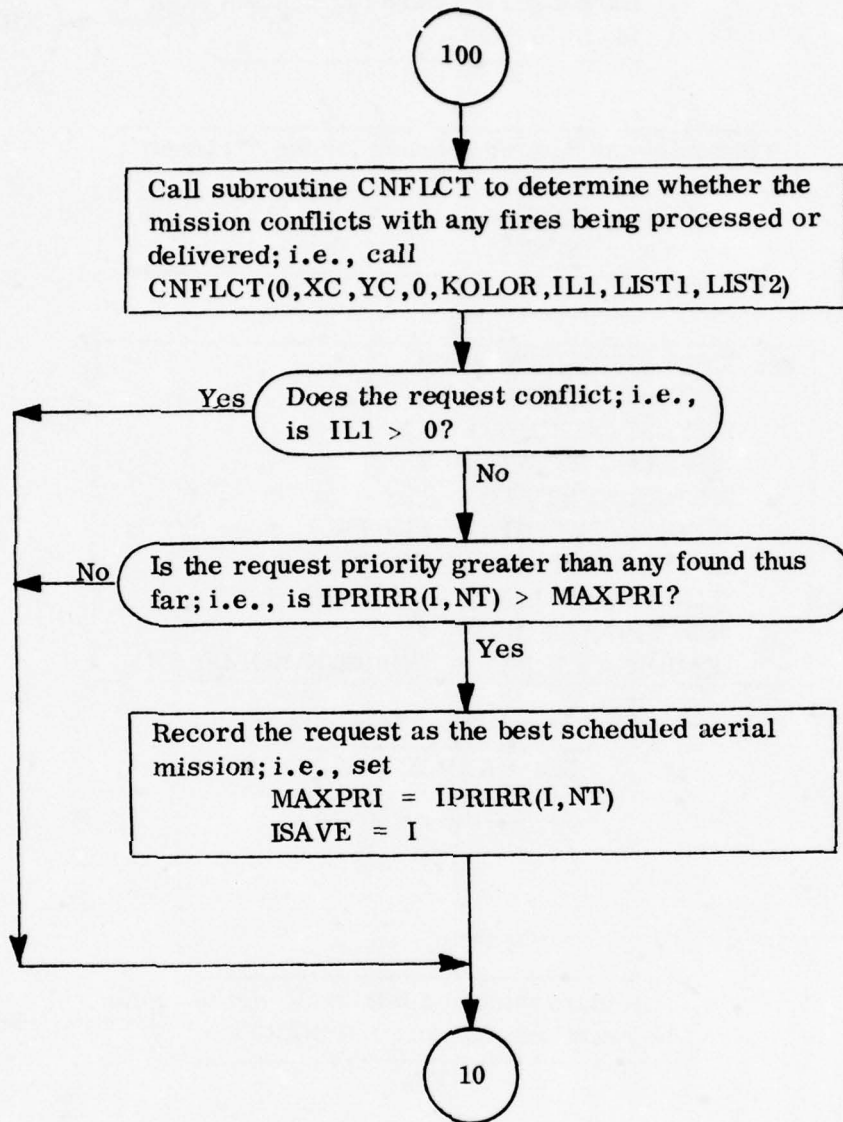 100
Call subroutine CNFLCT to determine whether the
mission conflicts with any fires being processed or
delivered; i.e., call
CNFLCT(0,XC,YC,0,KOLOR,IL1,LIST1,LIST2)
Yes
Does the request conflict; i.e.,
is IL1 > 0?
No
No
Is the request priority greater than any found thus
far; i.e., is IPRIRR(I,NT) > MAXPRI?
Yes
Record the request as the best scheduled aerial
mission; i.e., set
MAXPRI = IPRIRR(I,NT)
ISAVE = I
10